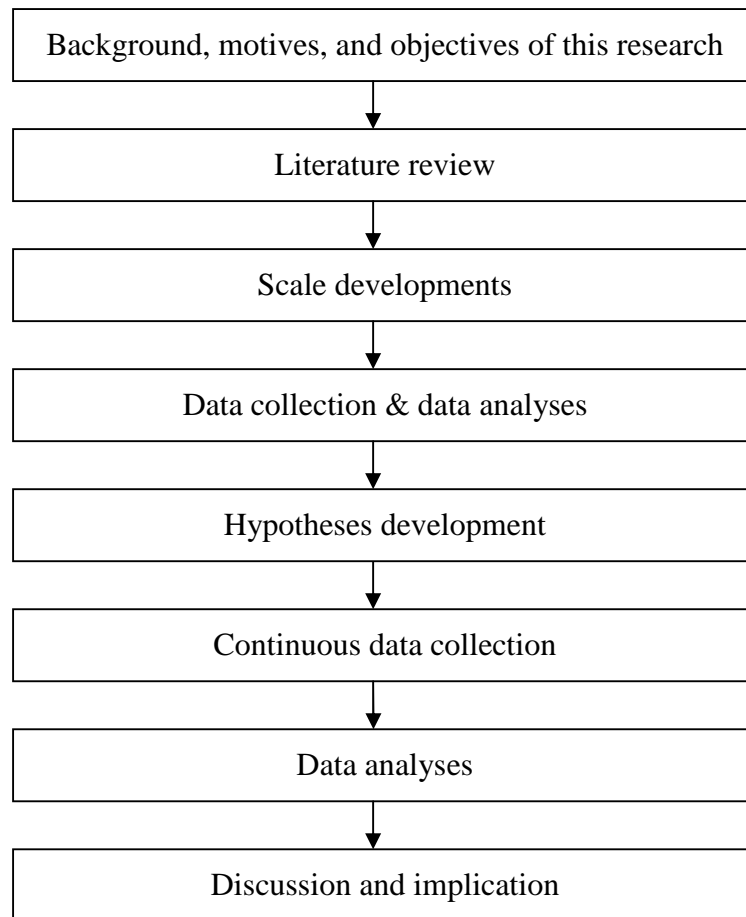 Background, motives, and objectives of this research
Literature review
Scale developments
Data collection & data analyses
Hypotheses development
Continuous data collection
Data analyses
Discussion and implication